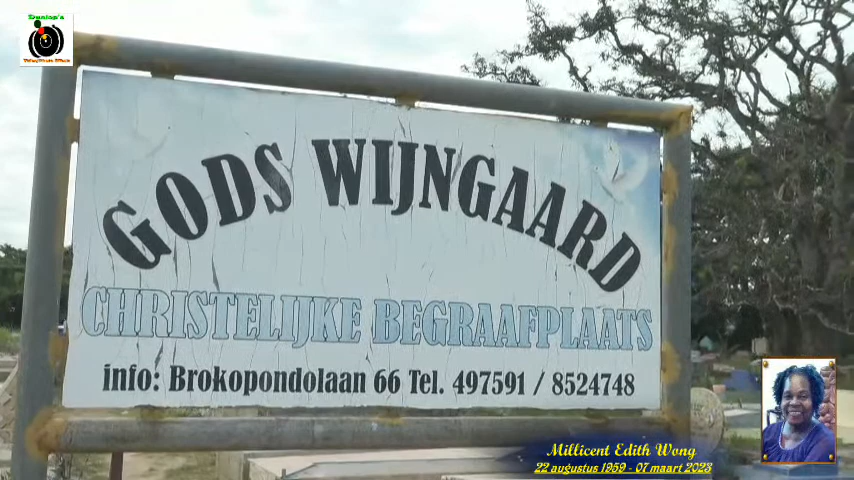 Dunlop's
GODS WIJNGAARD
CHRISTELIJKE BEGRAAFPLAATS
info: BROKOPONDOLAAN 66 TEL. 497591 / 8524748
Millicent Edith Wong
22 augustus 1959 - 07 maart 2023